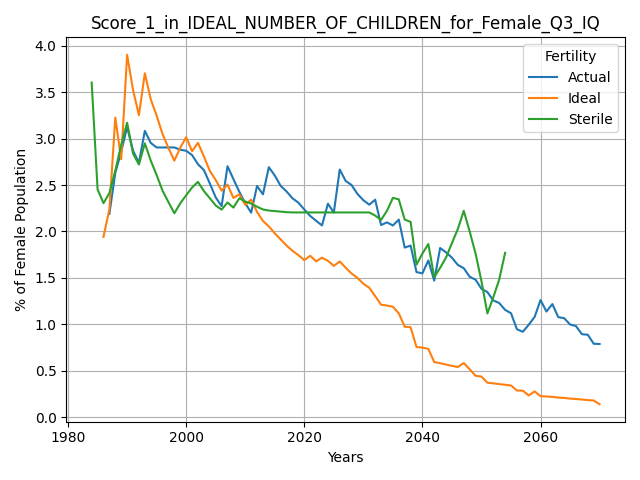 Score_1_in_IDEAL_NUMBER_OF_CHILDREN_for_Female_Q3_IQ
% of Female Population
4.0
3.5
3.0
2.5
2.0
1.5
1.0
0.5
0.0
Fertility
Actual
Ideal
Sterile
1980 2000 2020 2040 2060
Years